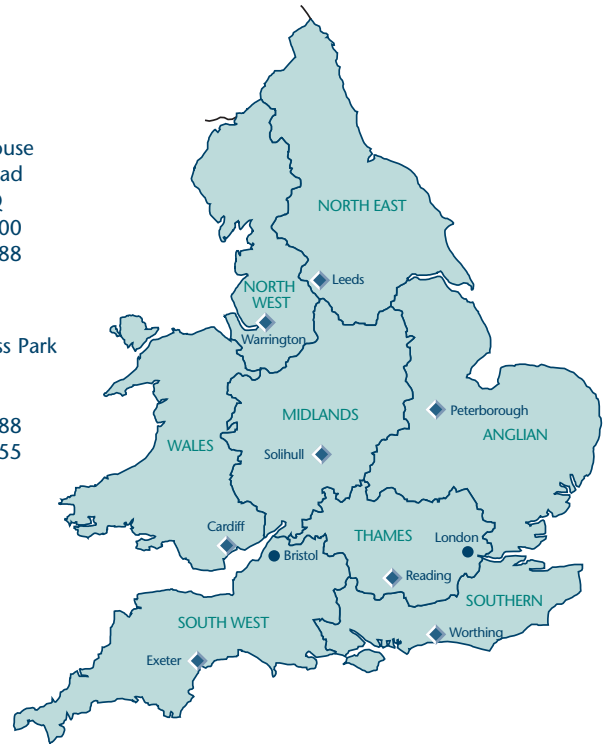 ouse
ad
Q
00
88
ss Park
88
55
NORTH EAST
Leeds
NORTH
WEST
Warrington
MIDLANDS
Peterborough
ANGLIAN
WALES
Solihull
Cardiff
Bristol
THAMES
London
Reading
SOUTHERN
SOUTH WEST
Worthing
Exeter